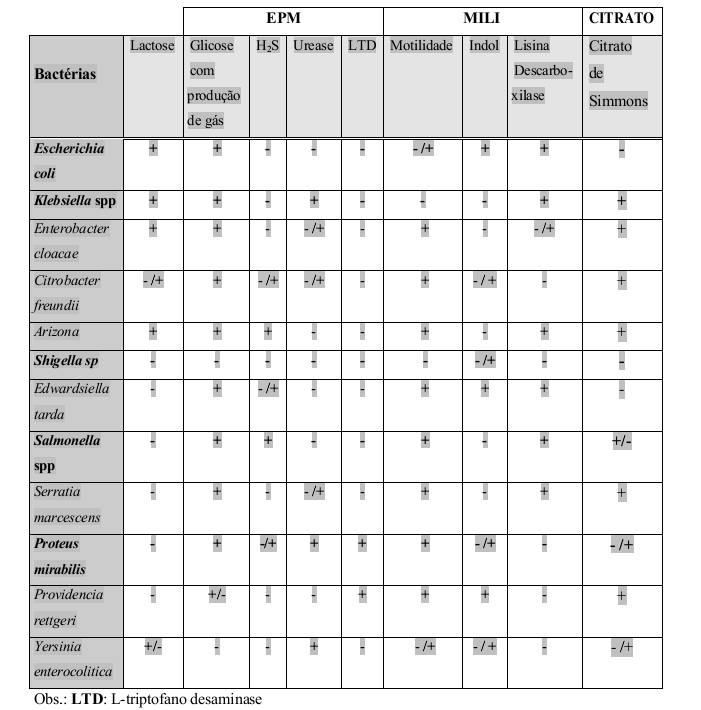 EPM MILI CITRATO
Bactérias Lactose Glicose com produção de gás H₂S Urease LTD Motilidade Indol Lisina Descarbo-xilase Citrato de Simmons
Escherichia coli + + - - - - /+ + + -
Klebsiella spp + + - + - - - + +
Enterobacter cloacae + + - - /+ - + - - /+ +
Citrobacter freundii - /+ + - /+ - /+ - + - / + - +
Arizona + + + - - + - + +
Shigella sp - - - - - - - /+ - -
Edwardsiella tarda - + - /+ - - + + + -
Salmonella spp - + + - - + - + +/-
Serratia marcescens - + - - /+ - + - + +
Proteus mirabilis - + -/+ + + + - /+ - - /+
Providencia rettgeri - +/- - - + + + - +
Yersinia enterocolitica +/- - - + - - /+ - / + - - /+
Obs.: LTD: L-triptofano desaminase